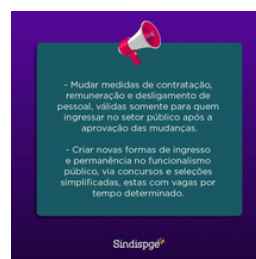 - Mudar medidas de contratação,
remuneração e desligamento de
pessoal, válidas somente para quem
ingressar no setor público após a
aprovação das mudanças.
- Criar novas formas de ingresso
e permanência no funcionalismo
público, via concursos e seleções
simplificadas, estas com vagas por
tempo determinado.
Sindispge